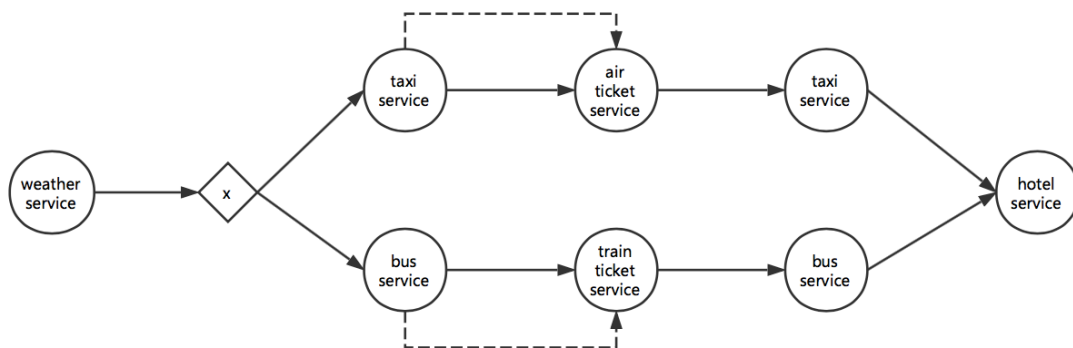 weather
service
x
taxi
service
air
ticket
service
taxi
service
bus
service
train
ticket
service
bus
service
hotel
service